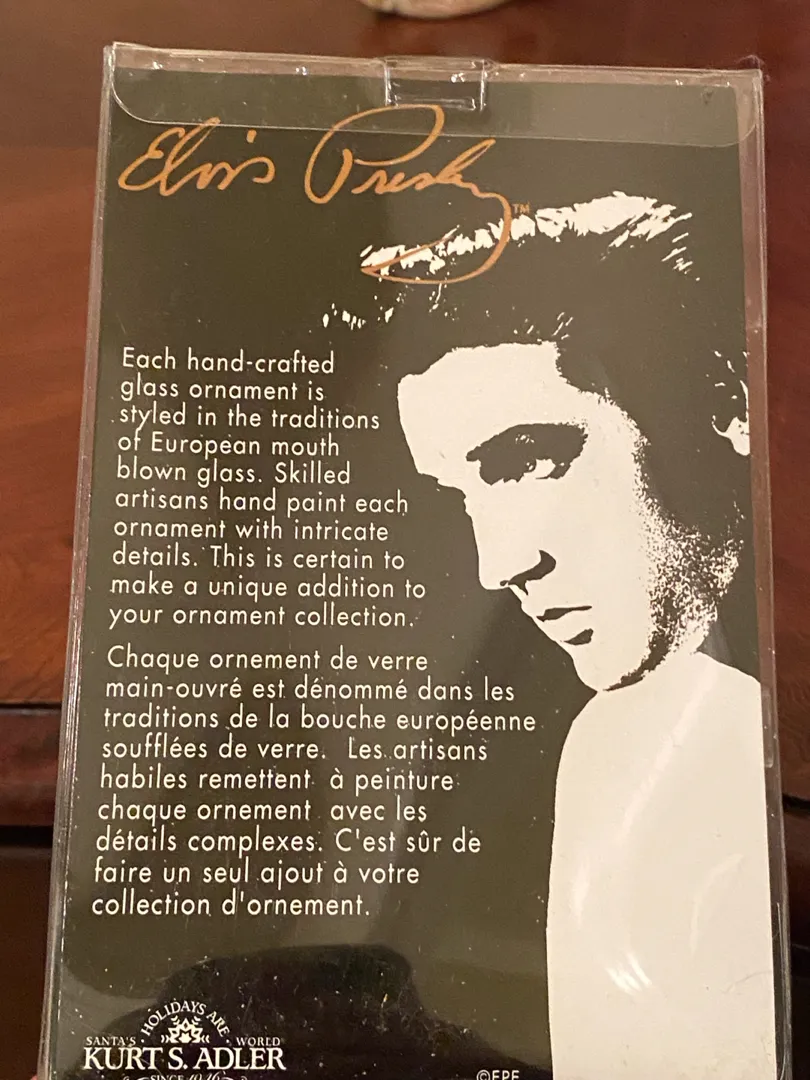 Elvis Presley™
Each hand-crafted
glass ornament is
styled in the traditions
of European mouth
blown glass. Skilled
artisans hand paint each
ornament with intricate
details. This is certain to
make a unique addition to
your ornament collection.
Chaque ornement de verre
main-ouvré est dénommé dans les
traditions de la bouche européenne
soufflées de verre. Les artisans
habiles remettent à peinture
chaque ornement avec les
détails complexes. C'est sûr de
faire un seul ajout à votre
collection d'ornement.
HOLIDAYS ARE
SANTA'S WORLD
KURT S. ADLER
SINCE 1946
©EPE